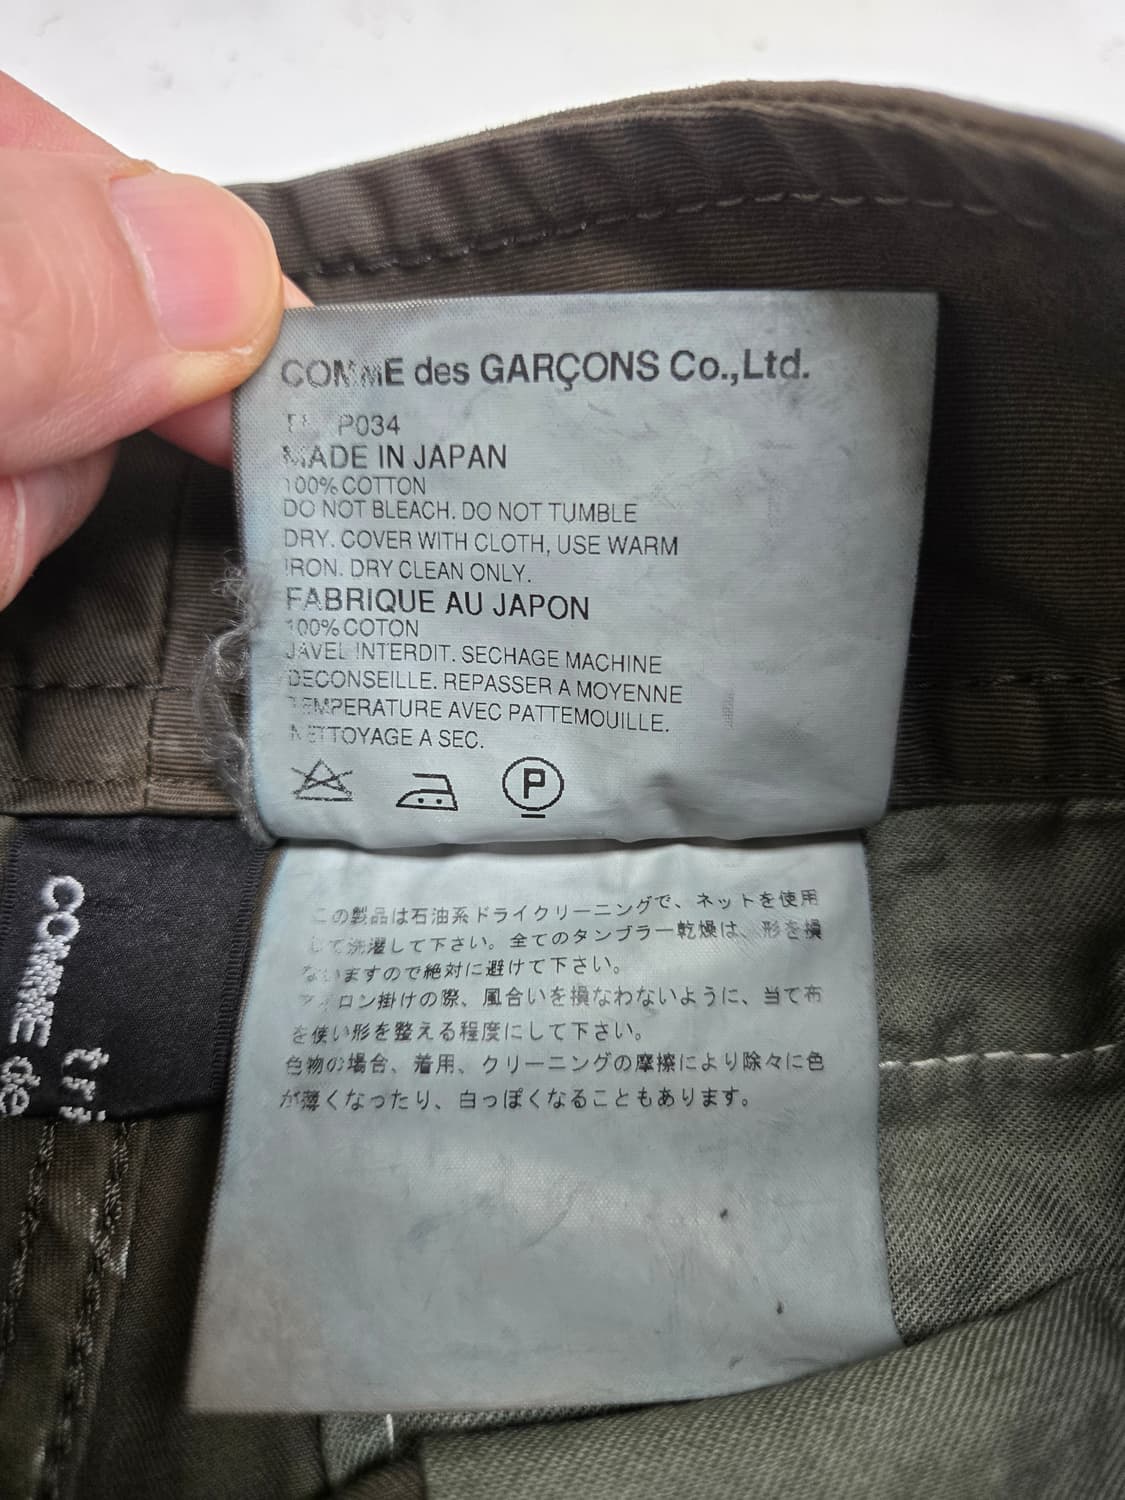 COMME des GARÇONS Co.,Ltd.
P034
MADE IN JAPAN
100% COTTON
DO NOT BLEACH. DO NOT TUMBLE
DRY. COVER WITH CLOTH, USE WARM
IRON. DRY CLEAN ONLY.
FABRIQUE AU JAPON
100% COTON
JAVEL INTERDIT. SECHAGE MACHINE
DECONSEILLE. REPASSER A MOYENNE
TEMPERATURE AVEC PATTEMOUILLE.
NETTOYAGE A SEC.
P
この製品は石油系ドライクリーニングで、ネットを使用
して洗濯して下さい。全てのタンブラー乾燥は、形を損
ないますので絶対に避けて下さい。
アイロン掛けの際、風合いを損なわないように、当て布
を使い形を整える程度にして下さい。
色物の場合、着用、クリーニングの摩擦により除々に色
が薄くなったり、白っぽくなることもあります。
COMME de